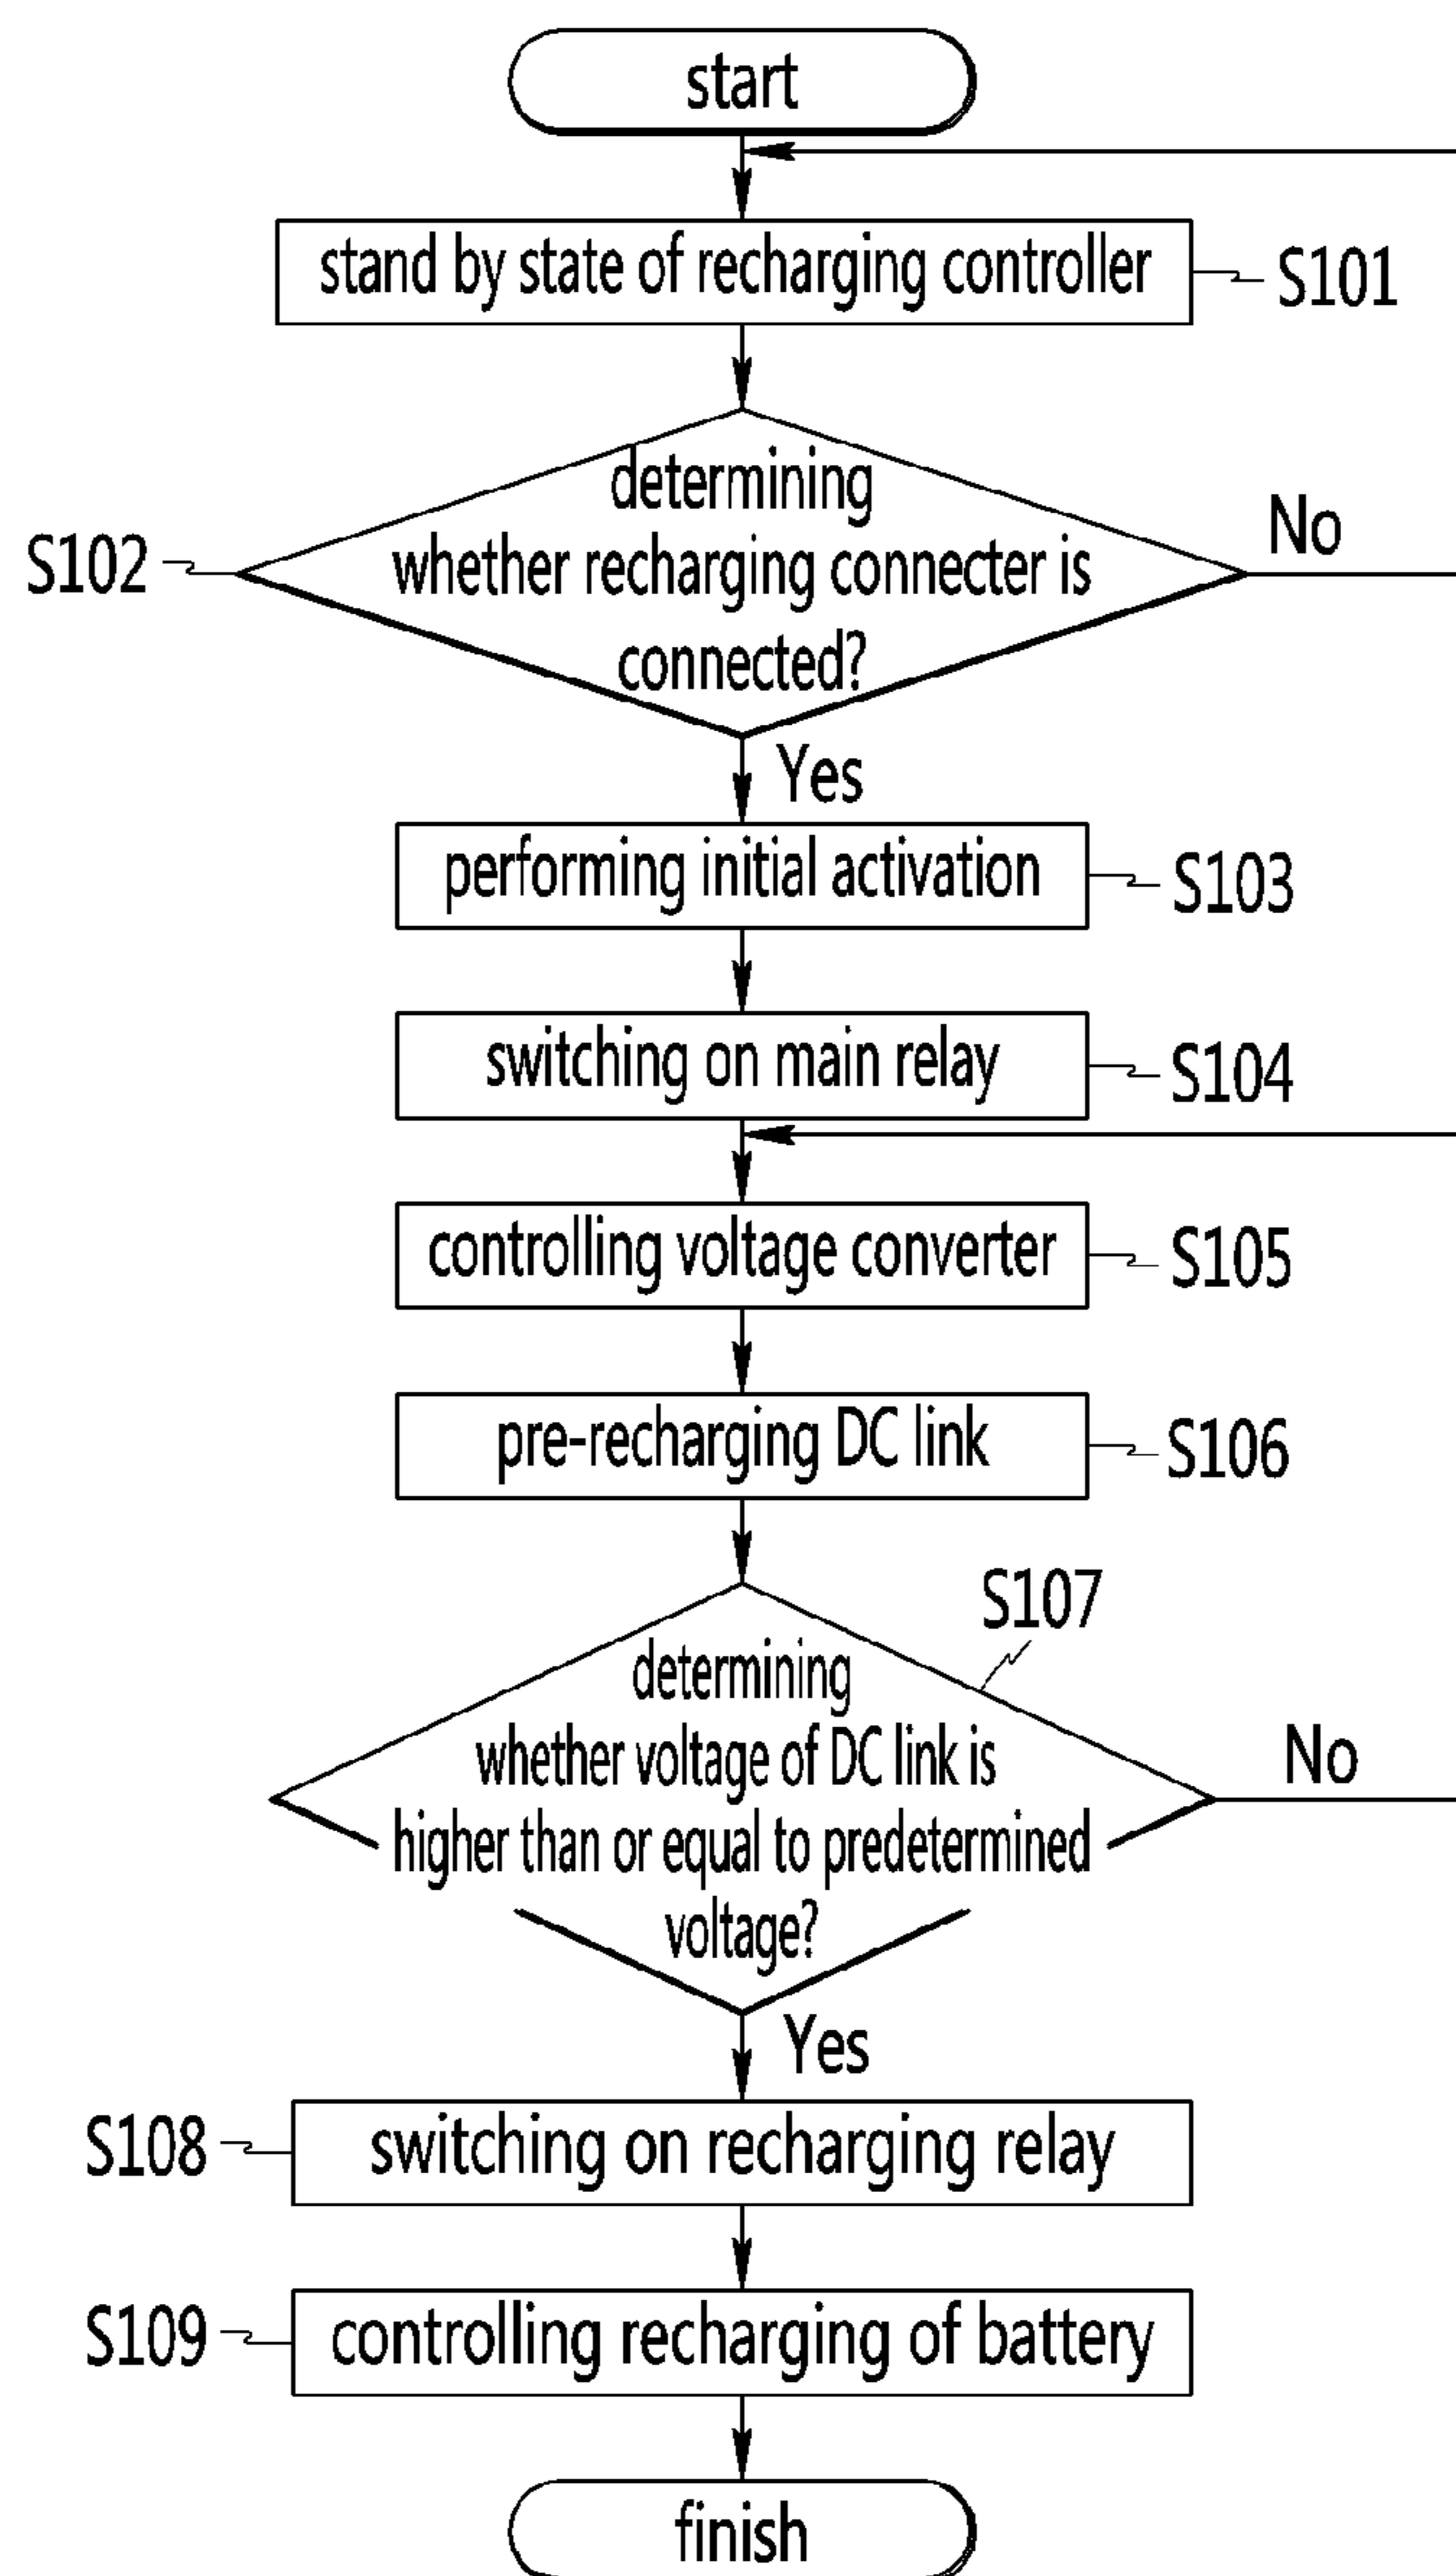 start
stand by state of recharging controller
S101
determining
whether recharging connecter is
connected?
S102
No
Yes
performing initial activation
S103
switching on main relay
S104
controlling voltage converter
S105
pre-recharging DC link
S106
S107
determining
whether voltage of DC link is
higher than or equal to predetermined
voltage?
No
Yes
S108
switching on recharging relay
S109
controlling recharging of battery
finish